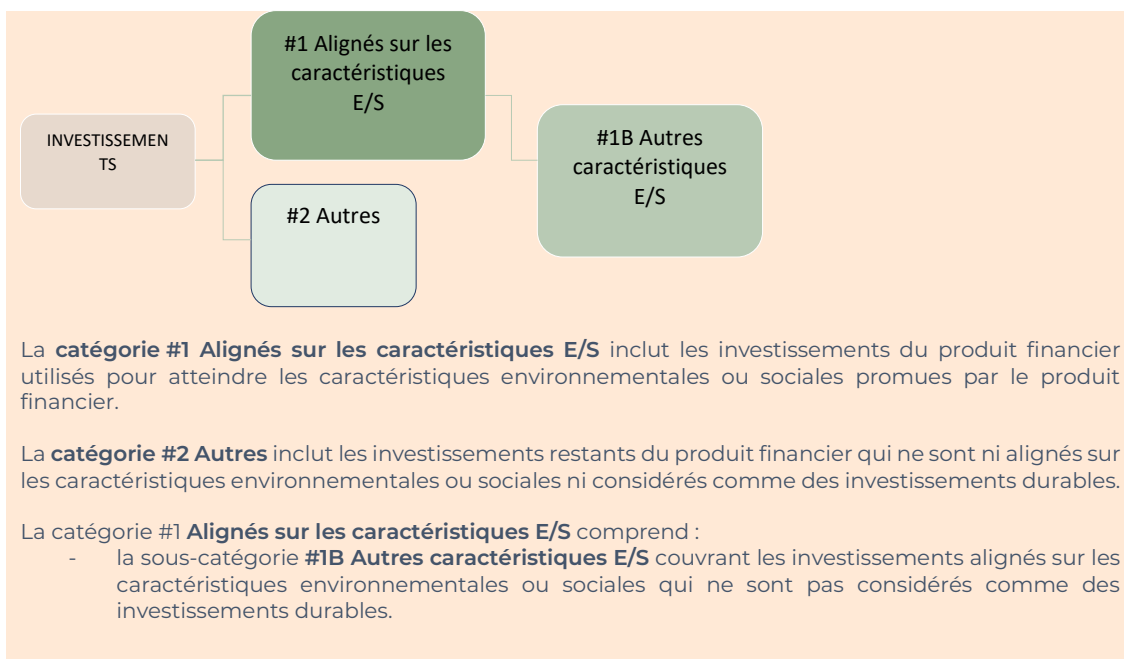 #1 Alignés sur les
caractéristiques
E/S
INVESTISSEMEN
TS
#1B Autres
caractéristiques
E/S
#2 Autres
La catégorie #1 Alignés sur les caractéristiques E/S inclut les investissements du produit financier
utilisés pour atteindre les caractéristiques environnementales ou sociales promues par le produit
financier.
La catégorie #2 Autres inclut les investissements restants du produit financier qui ne sont ni alignés sur
les caractéristiques environnementales ou sociales ni considérés comme des investissements durables.
La catégorie #1 Alignés sur les caractéristiques E/S comprend :
- la sous-catégorie #1B Autres caractéristiques E/S couvrant les investissements alignés sur les
caractéristiques environnementales ou sociales qui ne sont pas considérés comme des
investissements durables.